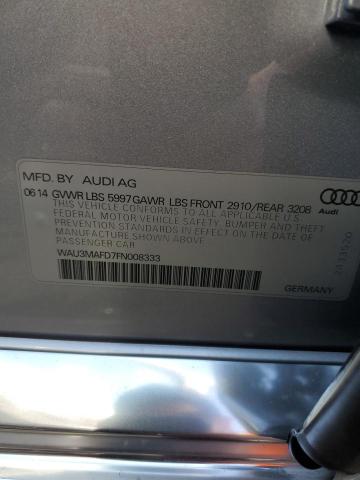 MFD. BY AUDI AG
06 14 GVWR LBS 5997 GAWR LBS FRONT 2910/REAR 3208
THIS VEHICLE CONFORMS TO ALL APPLICABLE
FEDERAL MOTOR VEHICLE SAFETY, BUMPER AND THEFT
PREVENTION STANDARDS IN EFFECT ON THE DATE OF
MANUFACTURE SHOWN ABOVE.
PASSENGER CAR
WAU3MAFD7FN008333
Audi
GERMANY